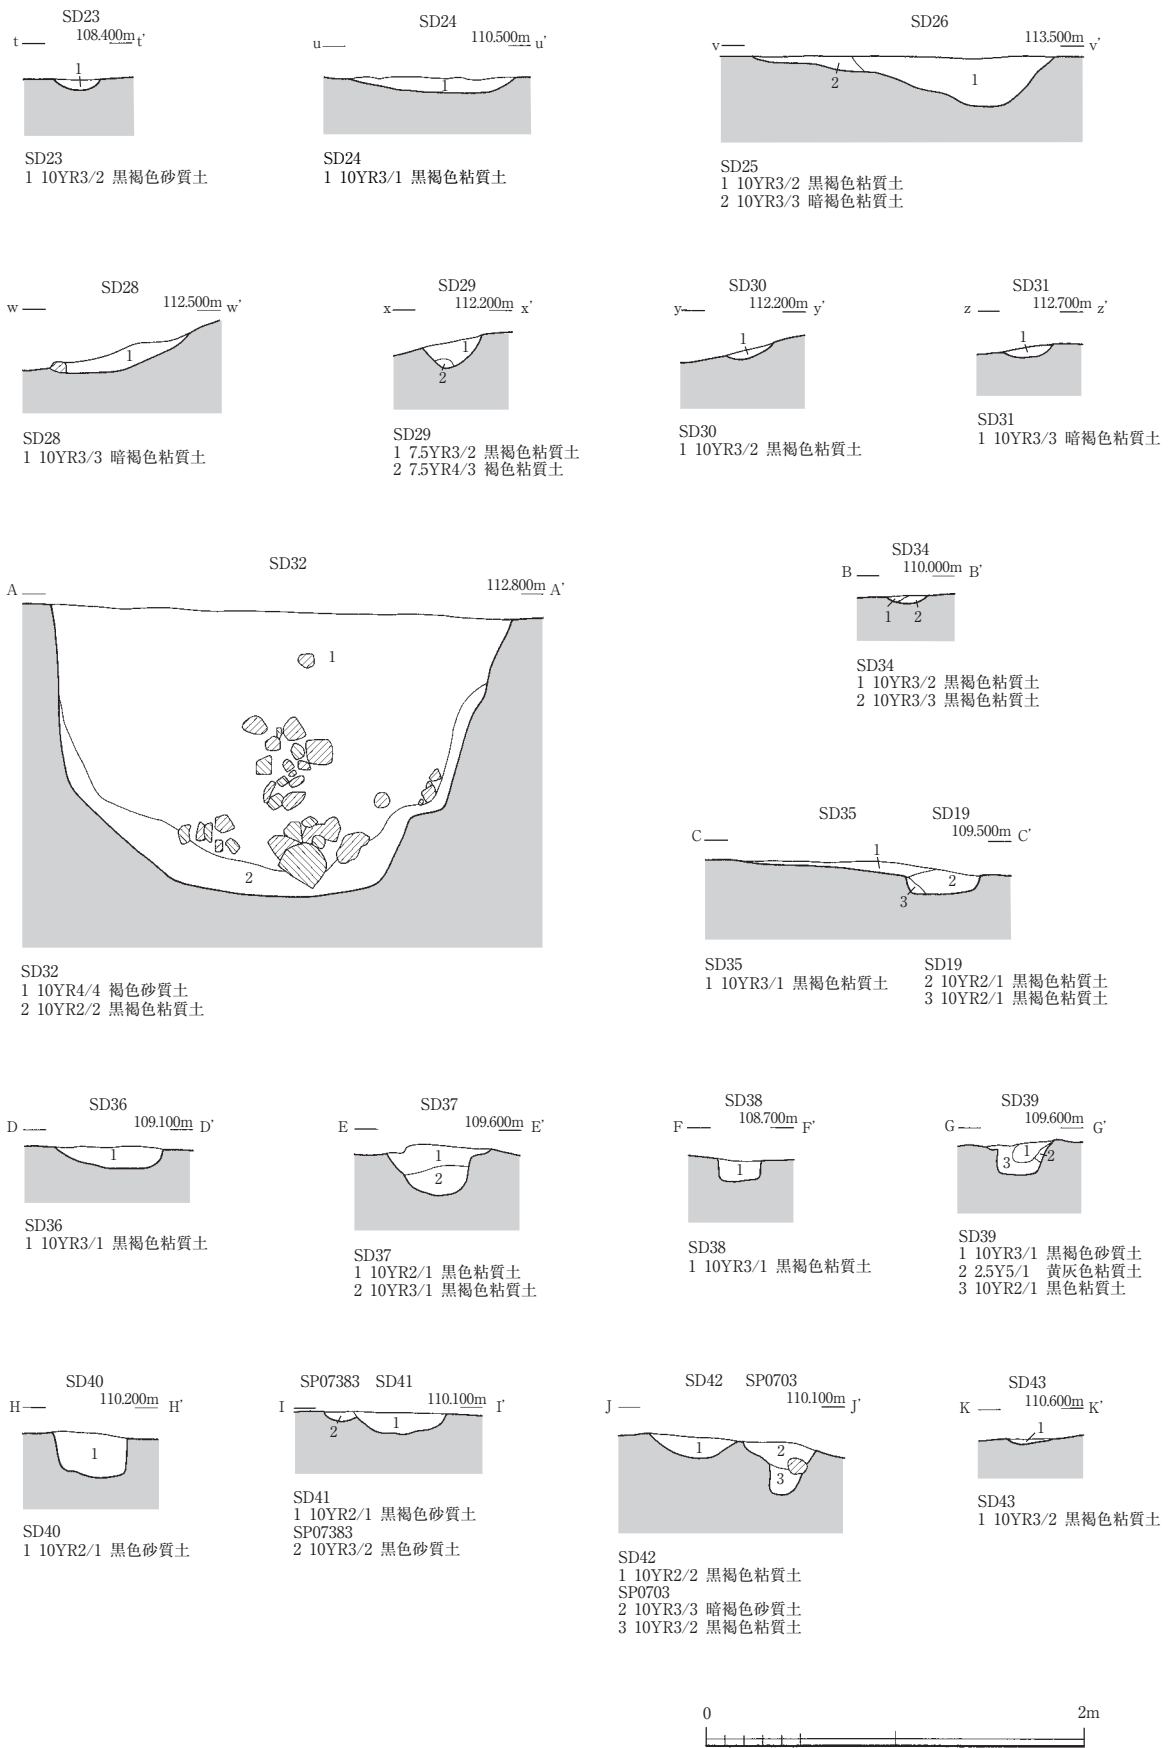 SD23
t 108.400m t'
1
SD23
1 10YR3/2 黒褐色砂質土
SD24
u 110.500m u'
1
SD24
1 10YR3/1 黒褐色粘質土
SD26
v 113.500m v'
2 1
SD25
1 10YR3/2 黒褐色粘質土
2 10YR3/3 暗褐色粘質土
SD28
w 112.500m w'
1
SD28
1 10YR3/3 暗褐色粘質土
SD29
x 112.200m x'
1
2
SD29
1 7.5YR3/2 黒褐色粘質土
2 7.5YR4/3 褐色粘質土
SD30
y 112.200m y'
1
SD30
1 10YR3/2 黒褐色粘質土
SD31
z 112.700m z'
1
SD31
1 10YR3/3 暗褐色粘質土
SD32
A 112.800m A'
1
2
SD32
1 10YR4/4 褐色砂質土
2 10YR2/2 黒褐色粘質土
SD34
B 110.000m B'
1 2
SD34
1 10YR3/2 黒褐色粘質土
2 10YR3/3 黒褐色粘質土
SD35 SD19
C 109.500m C'
1
2
3
SD35
1 10YR3/1 黒褐色粘質土
SD19
2 10YR2/1 黒褐色粘質土
3 10YR2/1 黒褐色粘質土
SD36
D 109.100m D'
1
SD36
1 10YR3/1 黒褐色粘質土
SD37
E 109.600m E'
1
2
SD37
1 10YR2/1 黒色粘質土
2 10YR3/1 黒褐色粘質土
SD38
F 108.700m F'
1
SD38
1 10YR3/1 黒褐色粘質土
SD39
G 109.600m G'
3 1 2
SD39
1 10YR3/1 黒褐色砂質土
2 2.5Y5/1 黄灰色粘質土
3 10YR2/1 黒色粘質土
SD40
H 110.200m H'
1
SD40
1 10YR2/1 黒色砂質土
SP07383 SD41
I 110.100m I'
2 1
SD41
1 10YR2/1 黒褐色砂質土
SP07383
2 10YR3/2 黒色砂質土
SD42 SP0703
J 110.100m J'
1 2
3
SD42
1 10YR2/2 黒褐色粘質土
SP0703
2 10YR3/3 暗褐色砂質土
3 10YR3/2 黒褐色粘質土
SD43
K 110.600m K'
1
SD43
1 10YR3/2 黒褐色粘質土
0 2m